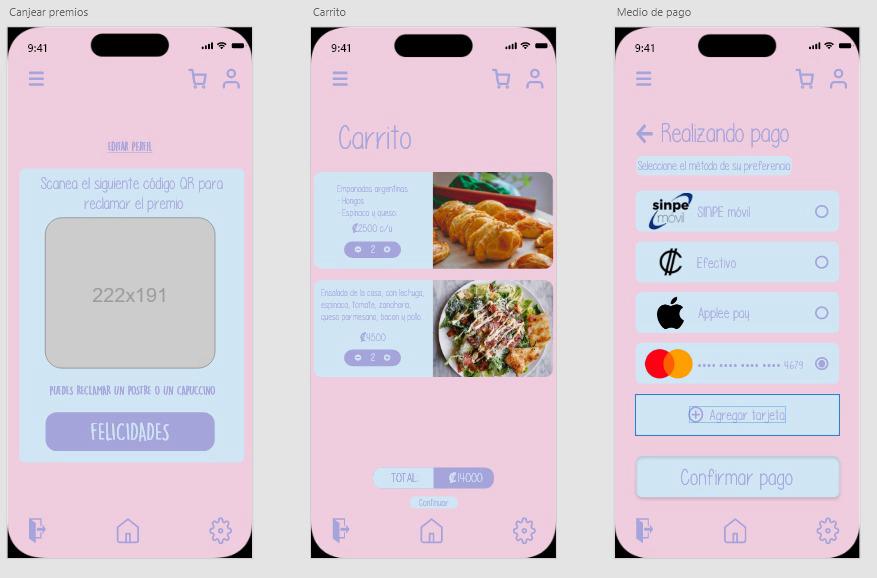 Canjear premios
9:41
EDITAR PERFIL
Scanea el siguiente código QR para
reclamar el premio
222x191
PUEDES RECLAMAR UN POSTRE O UN CAPUCCINO
FELICIDADES
Carrito
9:41
Carrito
Empanadas argentinas:
- Hongos
- Espinaca y queso.
₡2500 c/u
2
Ensalada de la casa, con lechuga,
espinaca, tomate, zanahoria,
queso parmesano, bacon y pollo.
₡4500
2
TOTAL: ₡14000
Continuar
Medio de pago
9:41
Realizando pago
Seleccione el método de su preferencia
sinpe
móvil
SINPE móvil
₡ Efectivo
Applee pay
•••• •••• •••• •••• 4679
Agregar tarjeta
Confirmar pago